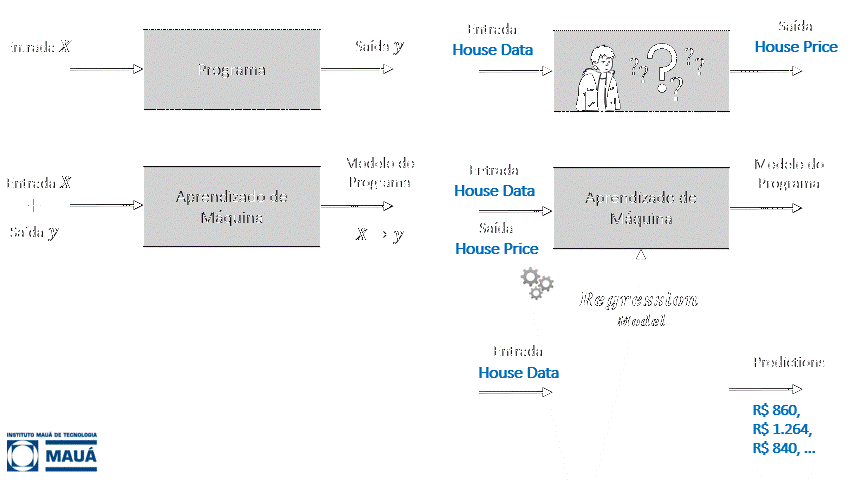 Entrada X
Programa
Saída y
Entrada
House Data
? ? ? ? ? ?
Saída
House Price
Entrada X
+
Saída y
Aprendizado de
Máquina
Modelo do
Programa
X → y
Entrada
House Data
Saída
House Price
Aprendizado de
Máquina
Modelo do
Programa
Regression
Model
Entrada
House Data
Predictions
R$ 860,
R$ 1.264,
R$ 840, ...
INSTITUTO MAUÁ DE TECNOLOGIA
MAUÁ